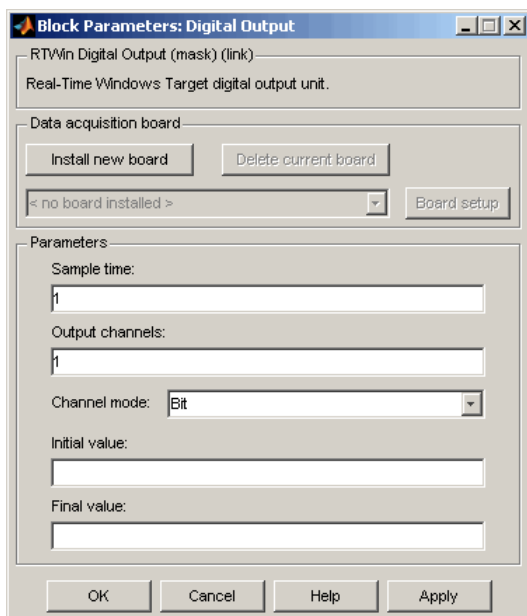 Block Parameters: Digital Output
RTWin Digital Output (mask) (link)
Real-Time Windows Target digital output unit.
Data acquisition board
Install new board Delete current board
< no board installed > Board setup
Parameters
Sample time:
1
Output channels:
1
Channel mode: Bit
Initial value:
Final value:
OK Cancel Help Apply